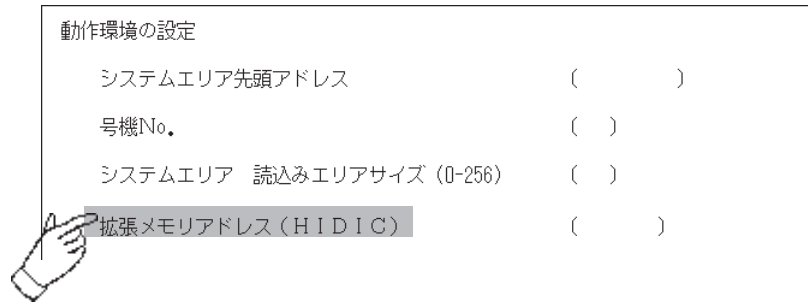 動作環境の設定
システムエリア先頭アドレス ( )
号機No. ( )
システムエリア 読込みエリアサイズ (0-256) ( )
拡張メモリアドレス(HIDIC) ( )